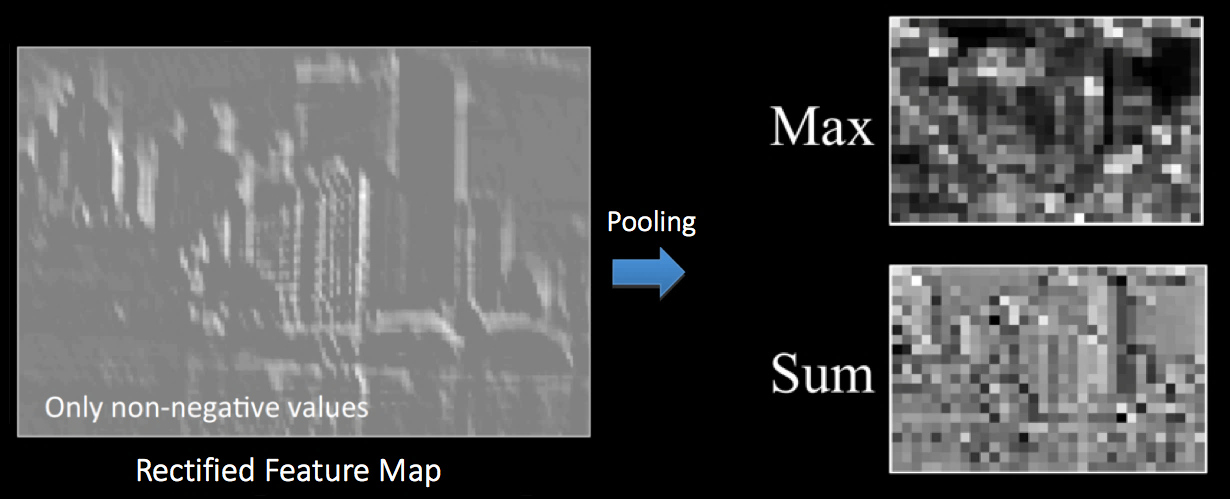 Only non-negative values
Rectified Feature Map
Pooling
Max
Sum